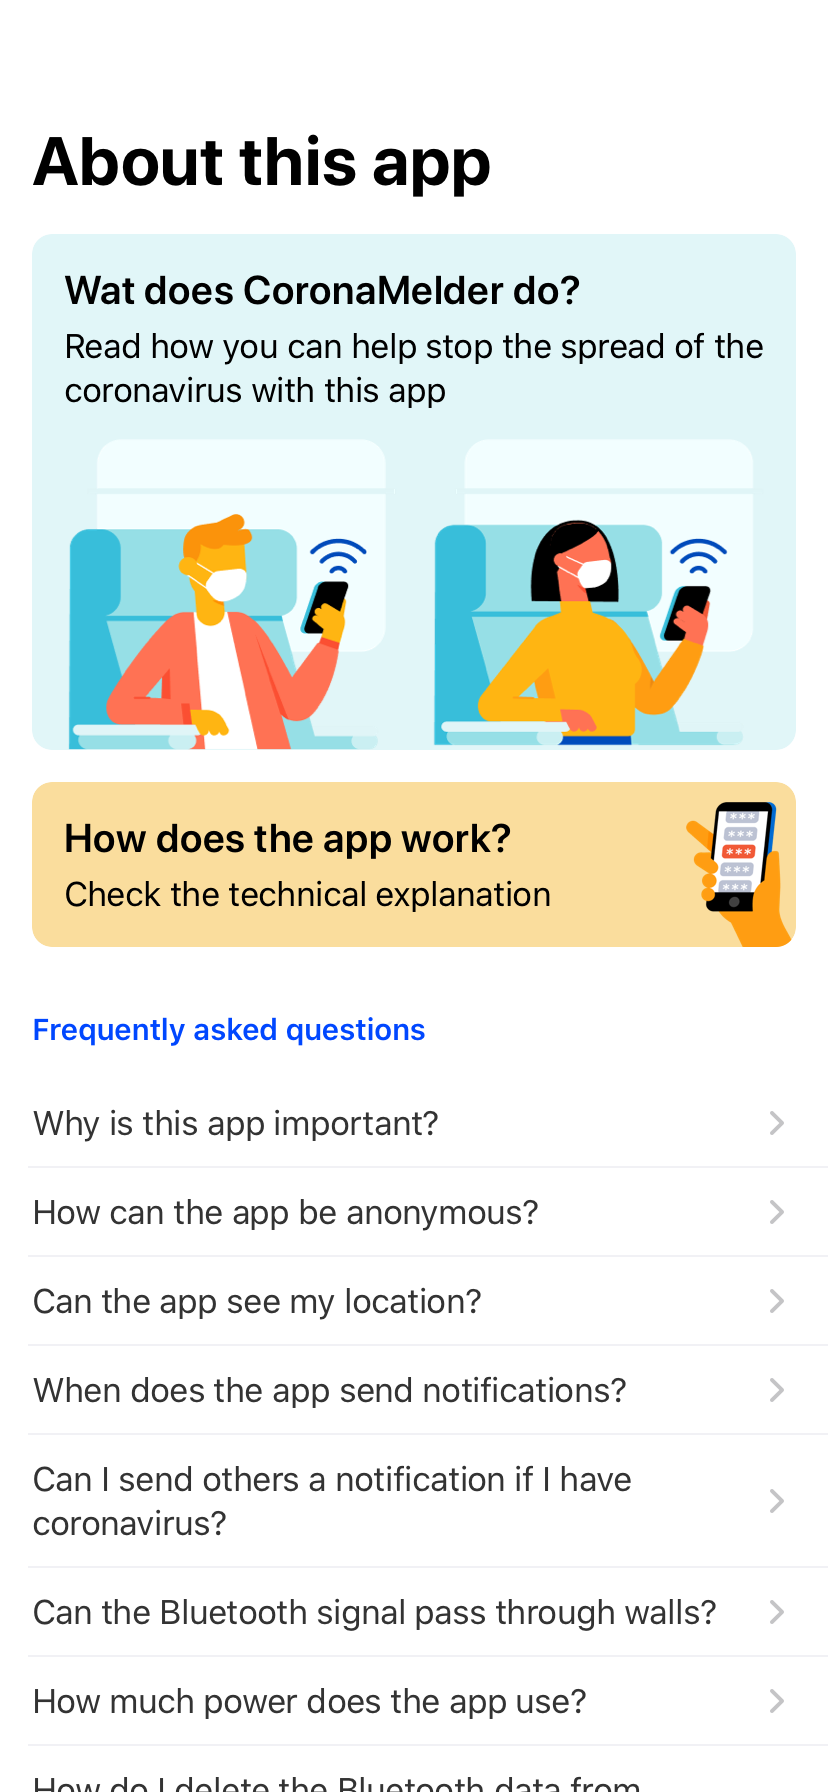 About this app
Wat does CoronaMelder do?
Read how you can help stop the spread of the
coronavirus with this app
How does the app work?
Check the technical explanation
***
***
***
***
***
Frequently asked questions
Why is this app important?
How can the app be anonymous?
Can the app see my location?
When does the app send notifications?
Can I send others a notification if I have
coronavirus?
Can the Bluetooth signal pass through walls?
How much power does the app use?
How do I delete the Bluetooth data from